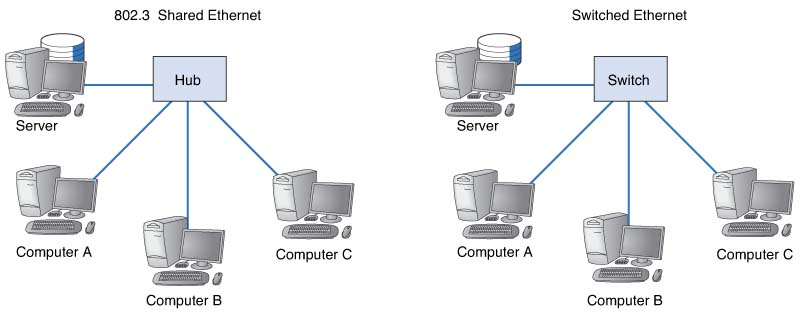 802.3 Shared Ethernet
Hub
Server
Computer A
Computer B
Computer C
Switched Ethernet
Switch
Server
Computer A
Computer B
Computer C